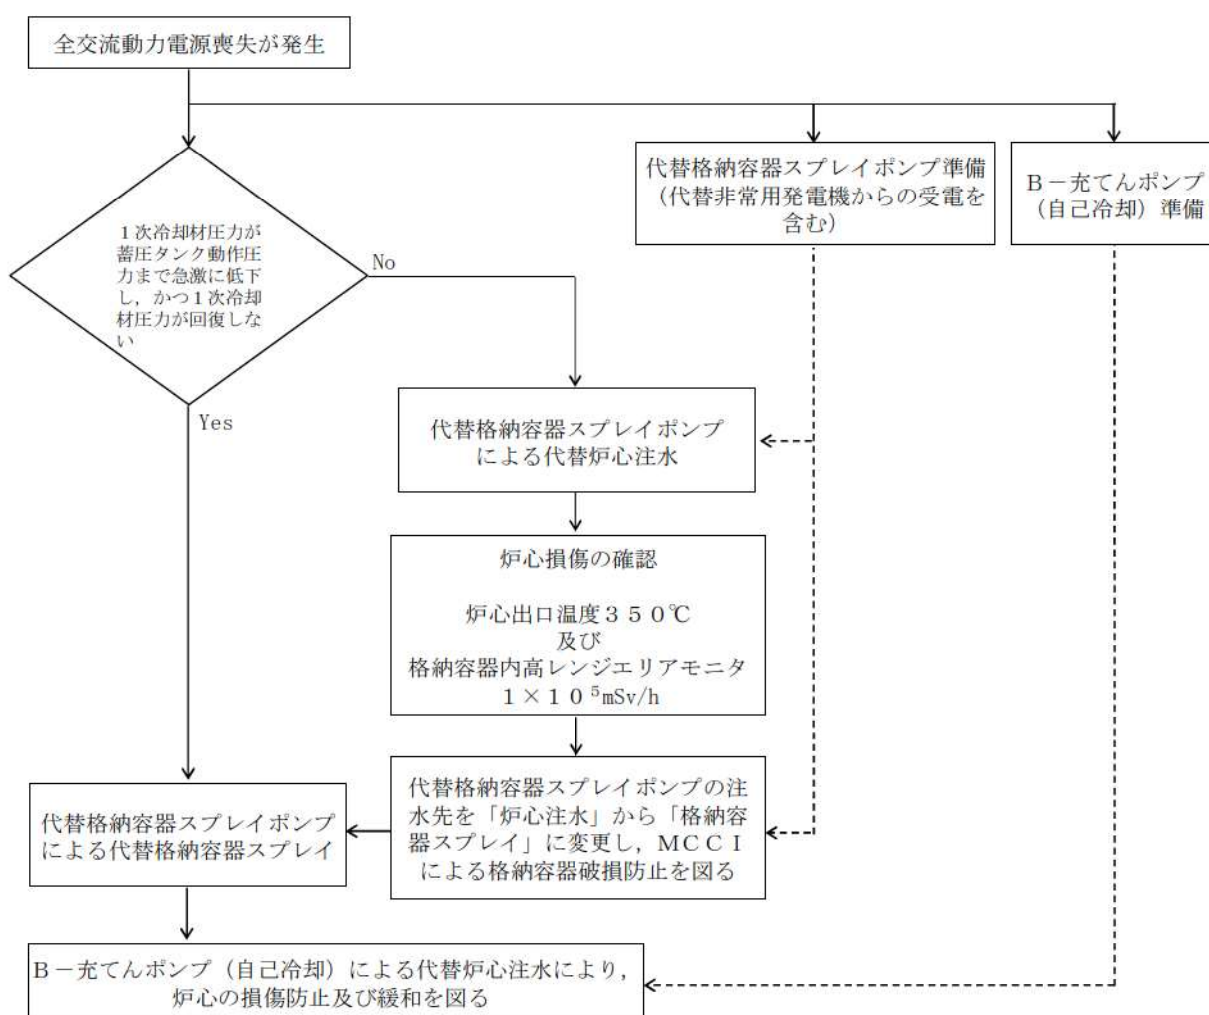 全交流動力電源喪失が発生
代替格納容器スプレイポンプ準備
（代替非常用発電機からの受電を
含む）
Ｂ－充てんポンプ
（自己冷却）準備
１次冷却材圧力が
蓄圧タンク動作圧
力まで急激に低下
し，かつ１次冷却
材圧力が回復しな
い
No
Yes
代替格納容器スプレイポンプ
による代替炉心注水
炉心損傷の確認
炉心出口温度３５０℃
及び
格納容器内高レンジエリアモニタ
１×１０⁵mSv/h
代替格納容器スプレイポンプの注
水先を「炉心注水」から「格納容
器スプレイ」に変更し，ＭＣＣＩ
による格納容器破損防止を図る
代替格納容器スプレイポンプ
による代替格納容器スプレイ
Ｂ－充てんポンプ（自己冷却）による代替炉心注水により，
炉心の損傷防止及び緩和を図る